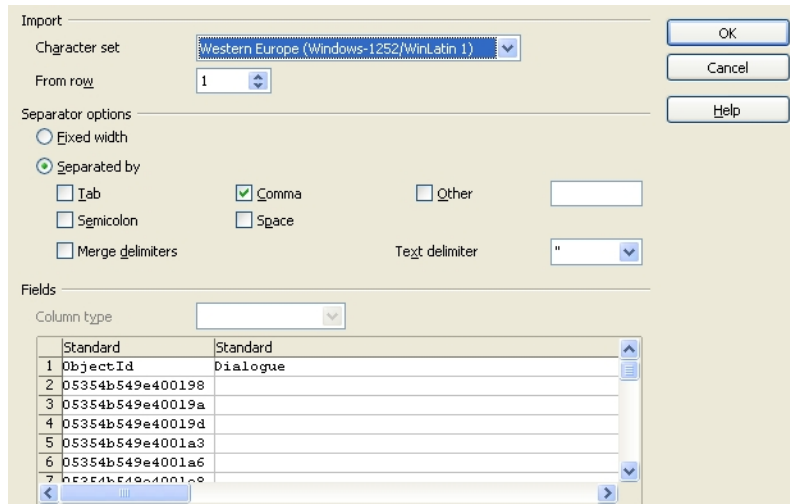 Import
Character set Western Europe (Windows-1252/WinLatin 1)
From row 1
OK
Cancel
Help
Separator options
Fixed width
Separated by
Tab Comma Other
Semicolon Space
Merge delimiters Text delimiter "
Fields
Column type
Standard Standard
1 ObjectId Dialogue
2 05354b549e400198
3 05354b549e40019a
4 05354b549e40019d
5 05354b549e4001a3
6 05354b549e4001a6
7